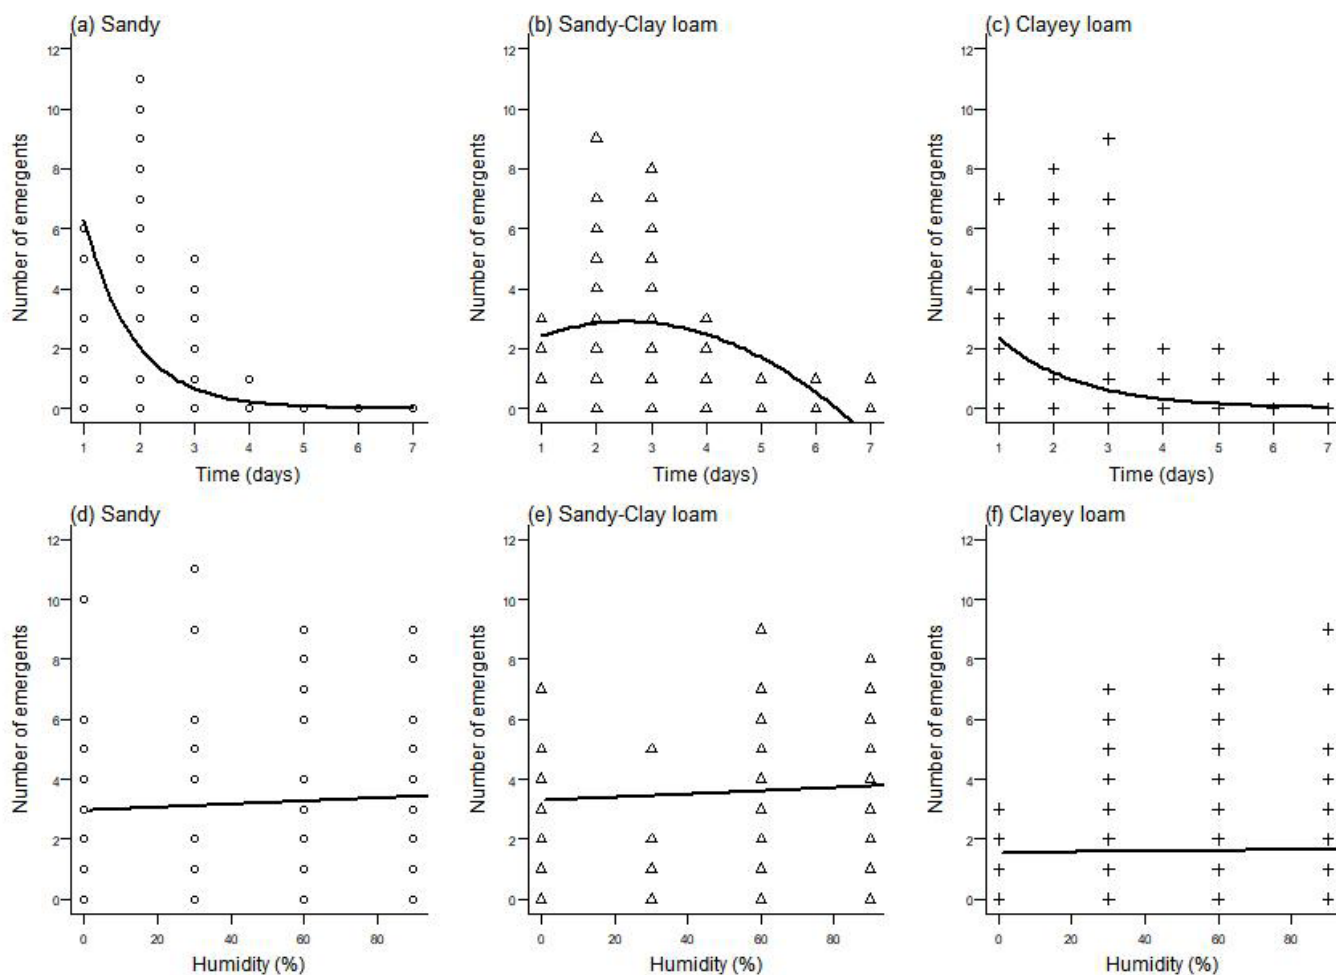 (a) Sandy
12
10
8
6
4
2
0
Number of emergents
1 2 3 4 5 6 7
Time (days)
(b) Sandy-Clay loam
12
10
8
6
4
2
0
Number of emergents
1 2 3 4 5 6 7
Time (days)
(c) Clayey loam
12
10
8
6
4
2
0
Number of emergents
1 2 3 4 5 6 7
Time (days)
(d) Sandy
12
10
8
6
4
2
0
Number of emergents
0 20 40 60 80
Humidity (%)
(e) Sandy-Clay loam
12
10
8
6
4
2
0
Number of emergents
0 20 40 60 80
Humidity (%)
(f) Clayey loam
12
10
8
6
4
2
0
Number of emergents
0 20 40 60 80
Humidity (%)